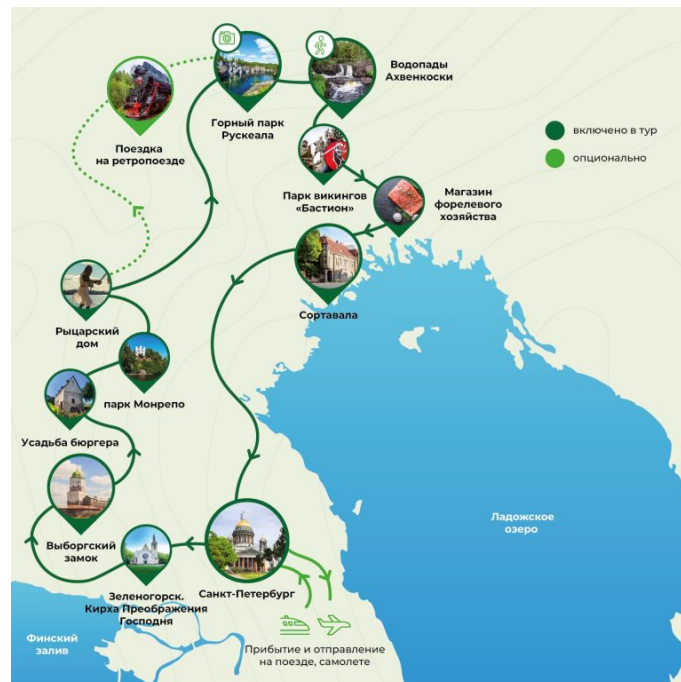 Водопады
Ахвенкоски
Горный парк
Рускеала
Поездка
на ретропоезде
включено в тур
опционально
Парк викингов
«Бастион»
Магазин
форелевого
хозяйства
Сортавала
Рыцарский
дом
парк Монрепо
Усадьба бюргера
Выборгский
замок
Ладожское
озеро
Зеленогорск.
Кирха Преображения
Господня
Санкт-Петербург
Финский
залив
Прибытие и отправление
на поезде, самолете